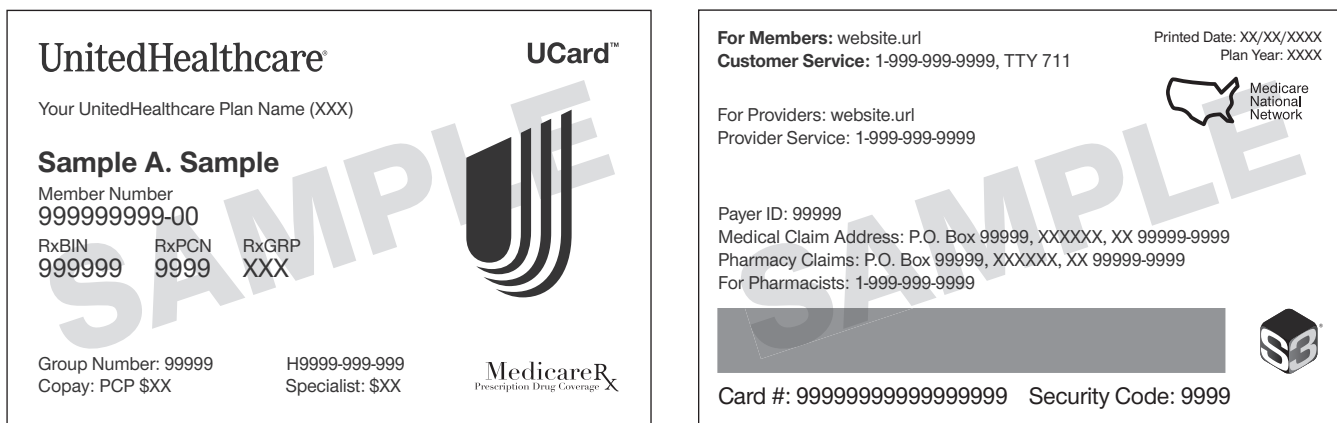 UnitedHealthcare®
UCard™
Your UnitedHealthcare Plan Name (XXX)
Sample A. Sample
Member Number
999999999-00
RxBIN RxPCN RxGRP
999999 9999 XXX
Group Number: 99999 H9999-999-999
Copay: PCP $XX Specialist: $XX
MedicareRx
Prescription Drug Coverage
SAMPLE
For Members: website.url
Customer Service: 1-999-999-9999, TTY 711
Printed Date: XX/XX/XXXX
Plan Year: XXXX
Medicare
National
Network
For Providers: website.url
Provider Service: 1-999-999-9999
Payer ID: 99999
Medical Claim Address: P.O. Box 99999, XXXXXX, XX 99999-9999
Pharmacy Claims: P.O. Box 99999, XXXXXX, XX 99999-9999
For Pharmacists: 1-999-999-9999
S3®
Card #: 99999999999999999 Security Code: 9999
SAMPLE